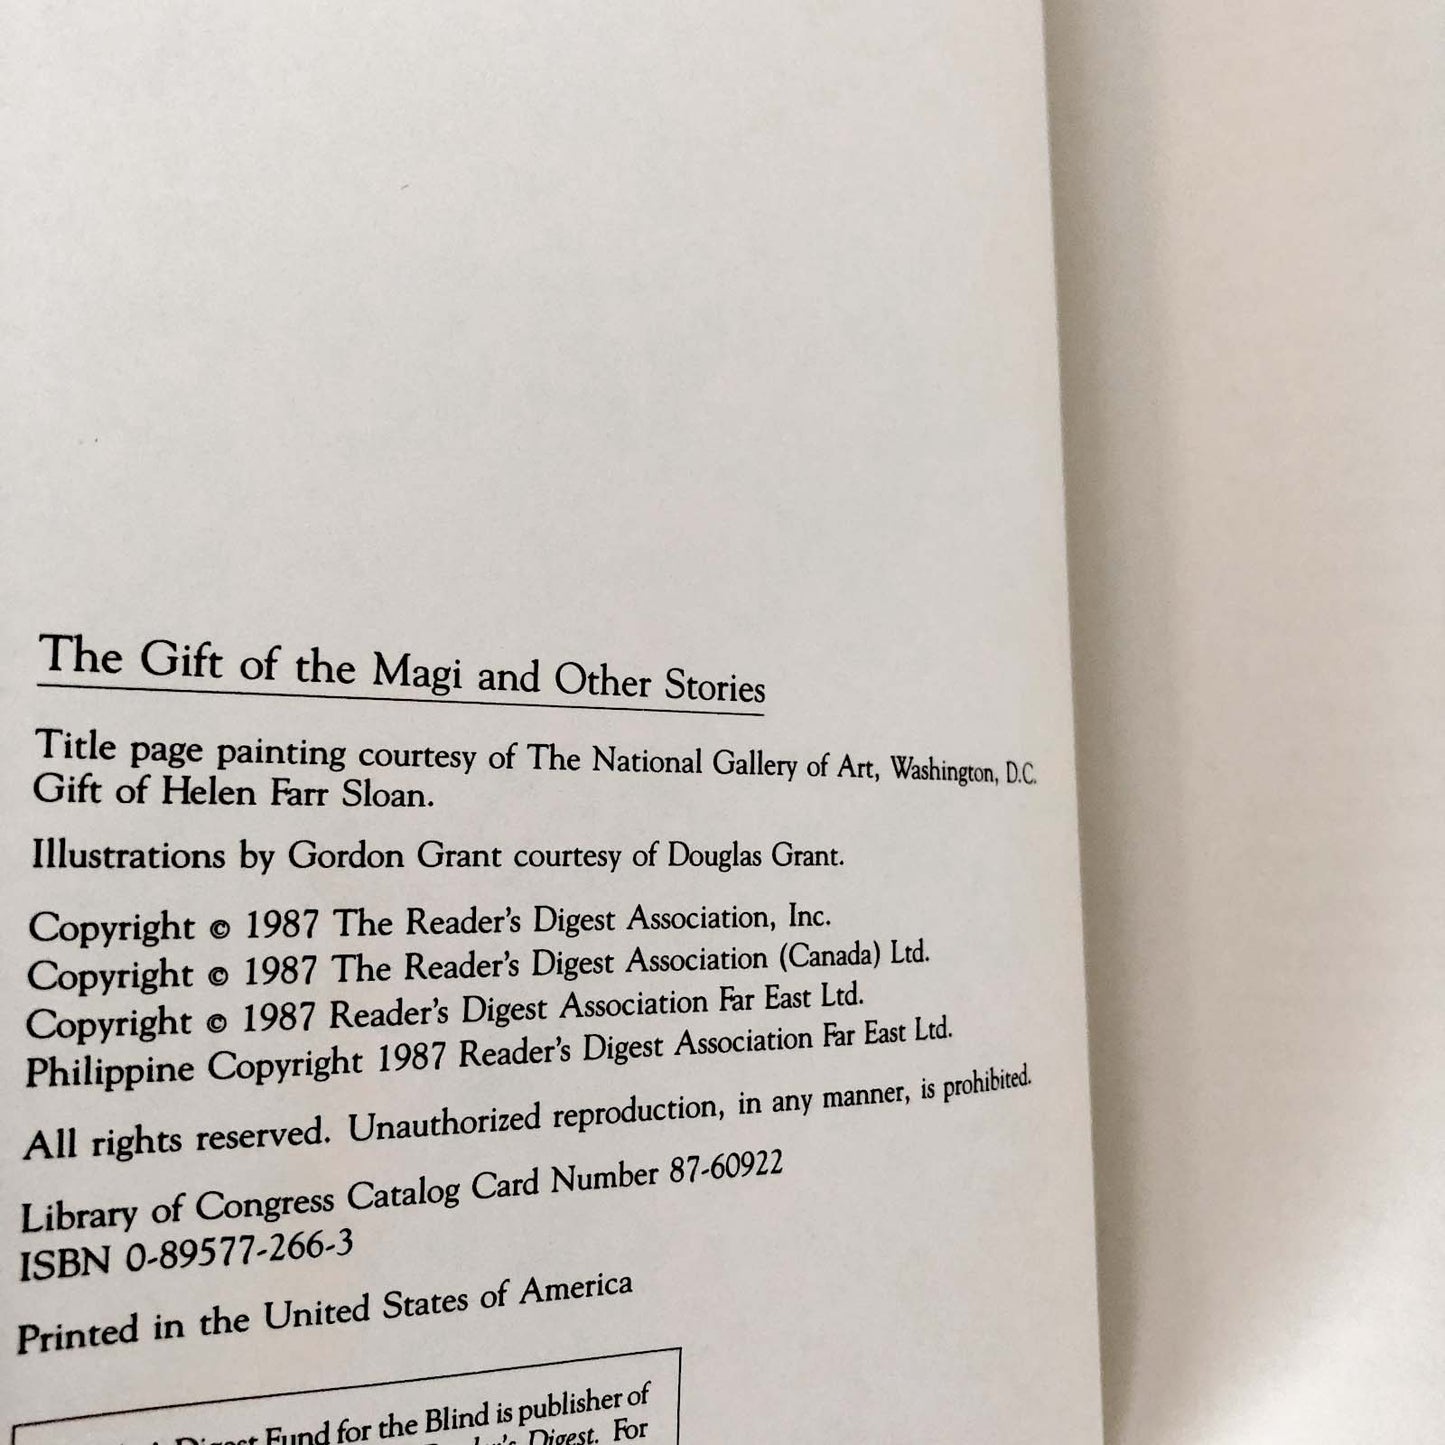 The Gift of the Magi and Other Stories
Title page painting courtesy of The National Gallery of Art, Washington, D.C.
Gift of Helen Farr Sloan.
Illustrations by Gordon Grant courtesy of Douglas Grant.
Copyright © 1987 The Reader's Digest Association, Inc.
Copyright © 1987 The Reader's Digest Association (Canada) Ltd.
Copyright © 1987 Reader's Digest Association Far East Ltd.
Philippine Copyright 1987 Reader's Digest Association Far East Ltd.
All rights reserved. Unauthorized reproduction, in any manner, is prohibited.
Library of Congress Catalog Card Number 87-60922
ISBN 0-89577-266-3
Printed in the United States of America
Digest Fund for the Blind is publisher of
Digest. For